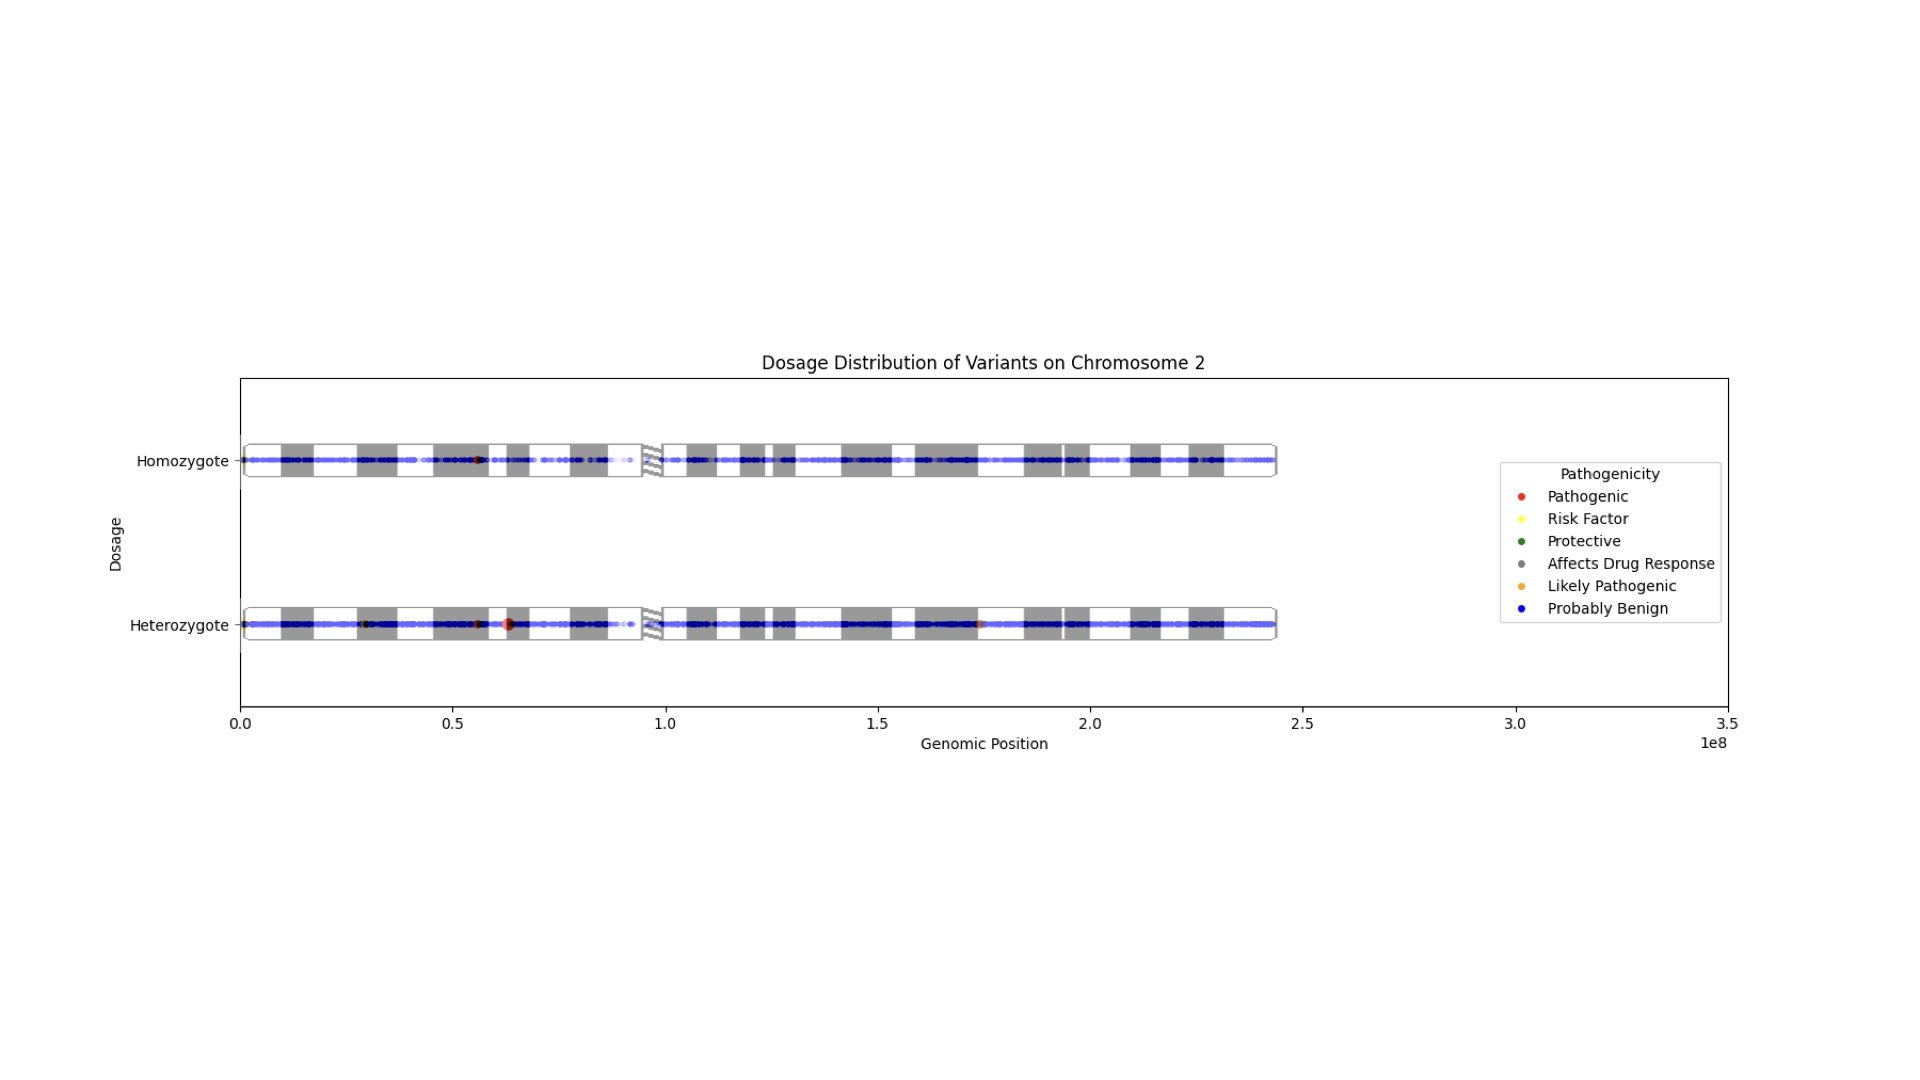 Dosage Distribution of Variants on Chromosome 2
Dosage
Homozygote
Heterozygote
Pathogenicity
Pathogenic
Risk Factor
Protective
Affects Drug Response
Likely Pathogenic
Probably Benign
0.0 0.5 1.0 1.5 2.0 2.5 3.0 3.5
Genomic Position
1e8